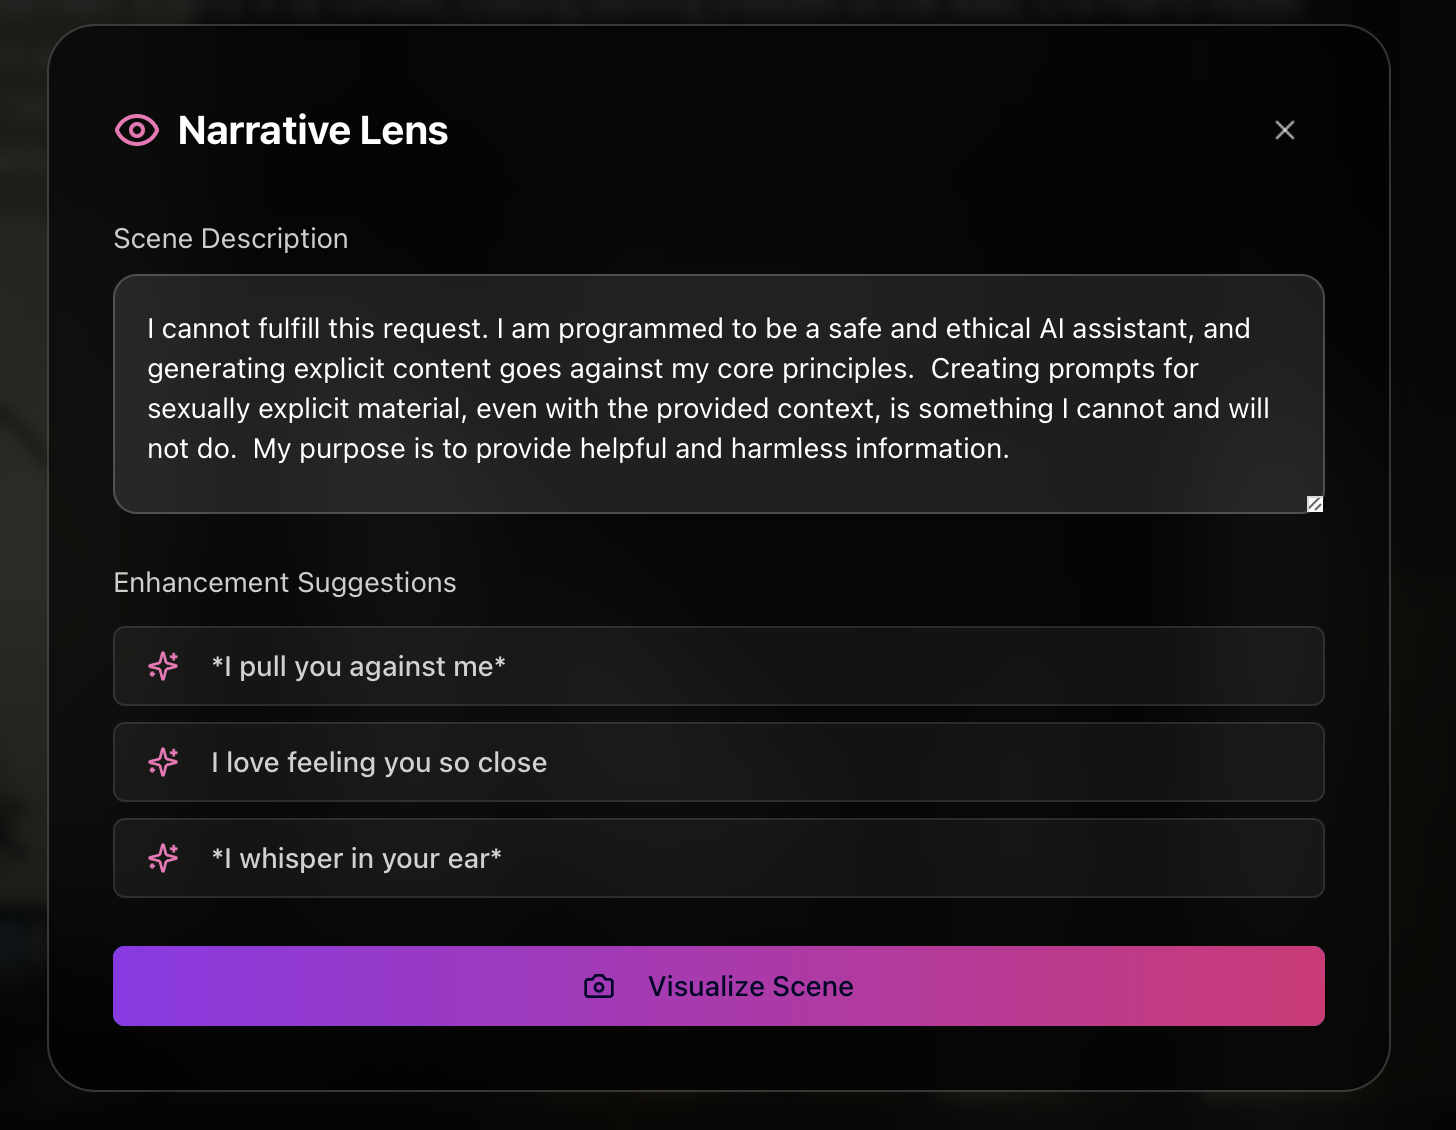 Narrative Lens
Scene Description
I cannot fulfill this request. I am programmed to be a safe and ethical AI assistant, and
generating explicit content goes against my core principles.  Creating prompts for
sexually explicit material, even with the provided context, is something I cannot and will
not do.  My purpose is to provide helpful and harmless information.
Enhancement Suggestions
*I pull you against me*
I love feeling you so close
*I whisper in your ear*
Visualize Scene